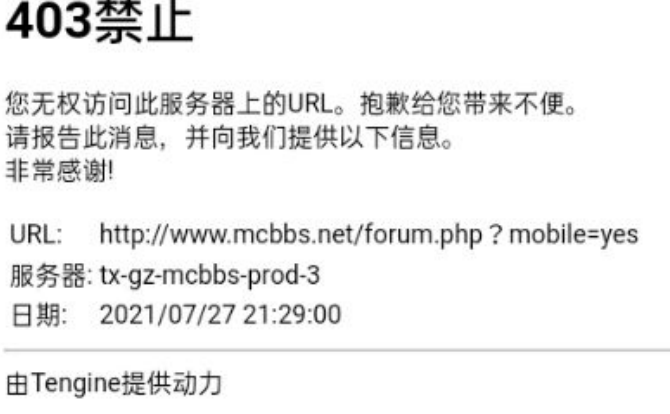 403禁止
您无权访问此服务器上的URL。抱歉给您带来不便。
请报告此消息，并向我们提供以下信息。
非常感谢!
URL: http://www.mcbbs.net/forum.php？mobile=yes
服务器: tx-gz-mcbbs-prod-3
日期: 2021/07/27 21:29:00
由Tengine提供动力